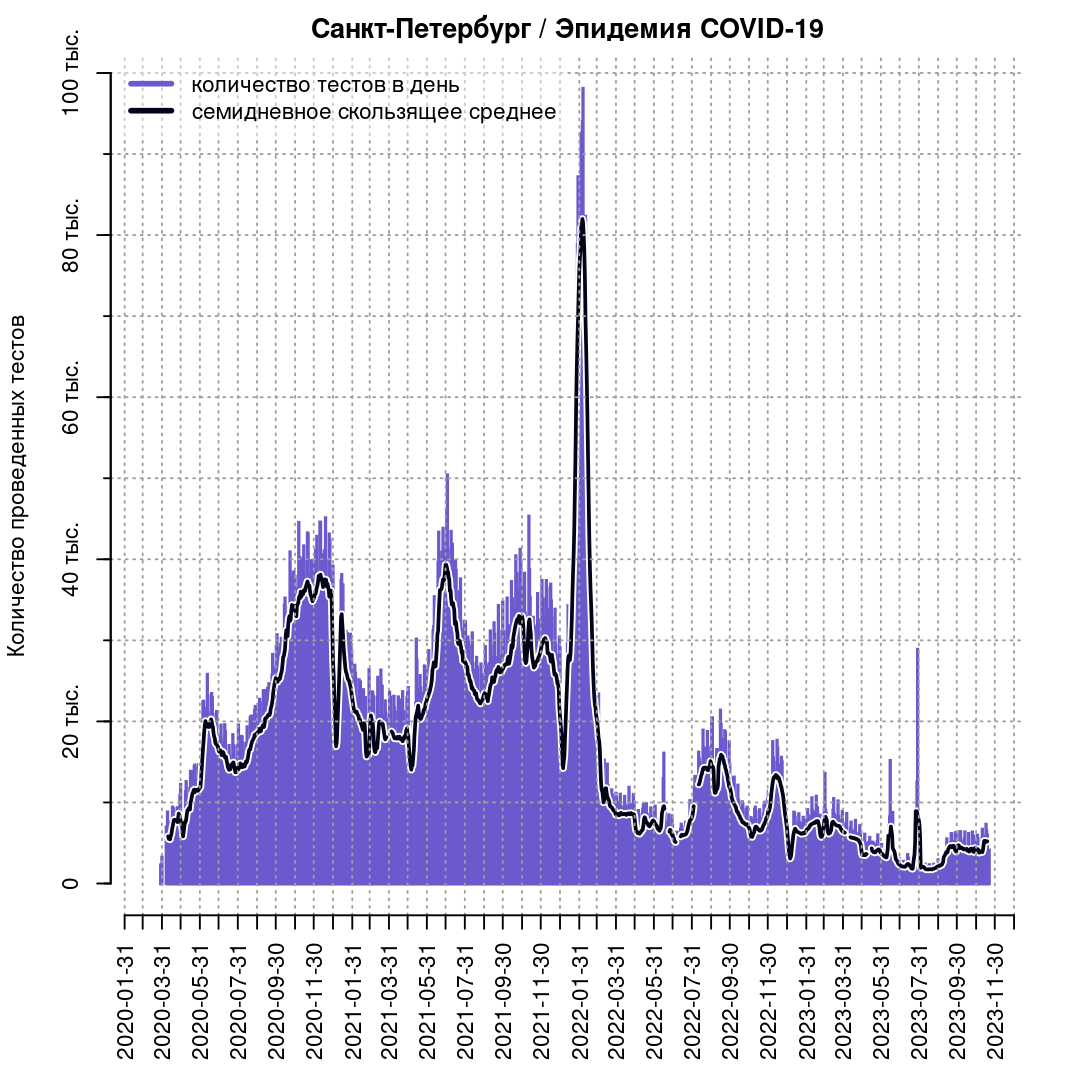 Санкт-Петербург / Эпидемия COVID-19
количество тестов в день
семидневное скользящее среднее
Количество проведенных тестов
100 тыс.
80 тыс.
60 тыс.
40 тыс.
20 тыс.
0
2020-01-31
2020-03-31
2020-05-31
2020-07-31
2020-09-30
2020-11-30
2021-01-31
2021-03-31
2021-05-31
2021-07-31
2021-09-30
2021-11-30
2022-01-31
2022-03-31
2022-05-31
2022-07-31
2022-09-30
2022-11-30
2023-01-31
2023-03-31
2023-05-31
2023-07-31
2023-09-30
2023-11-30